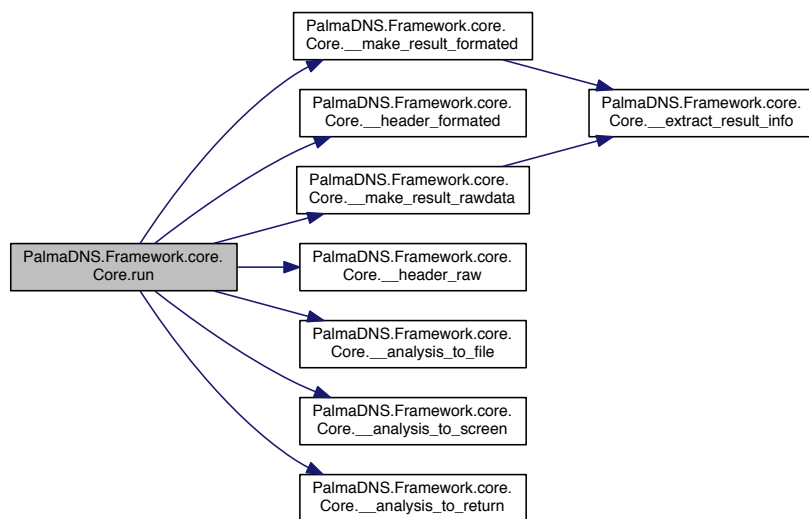 PalmaDNS.Framework.core.
Core.__make_result_formated
PalmaDNS.Framework.core.
Core.__header_formated
PalmaDNS.Framework.core.
Core.__extract_result_info
PalmaDNS.Framework.core.
Core.__make_result_rawdata
PalmaDNS.Framework.core.
Core.run
PalmaDNS.Framework.core.
Core.__header_raw
PalmaDNS.Framework.core.
Core.__analysis_to_file
PalmaDNS.Framework.core.
Core.__analysis_to_screen
PalmaDNS.Framework.core.
Core.__analysis_to_return